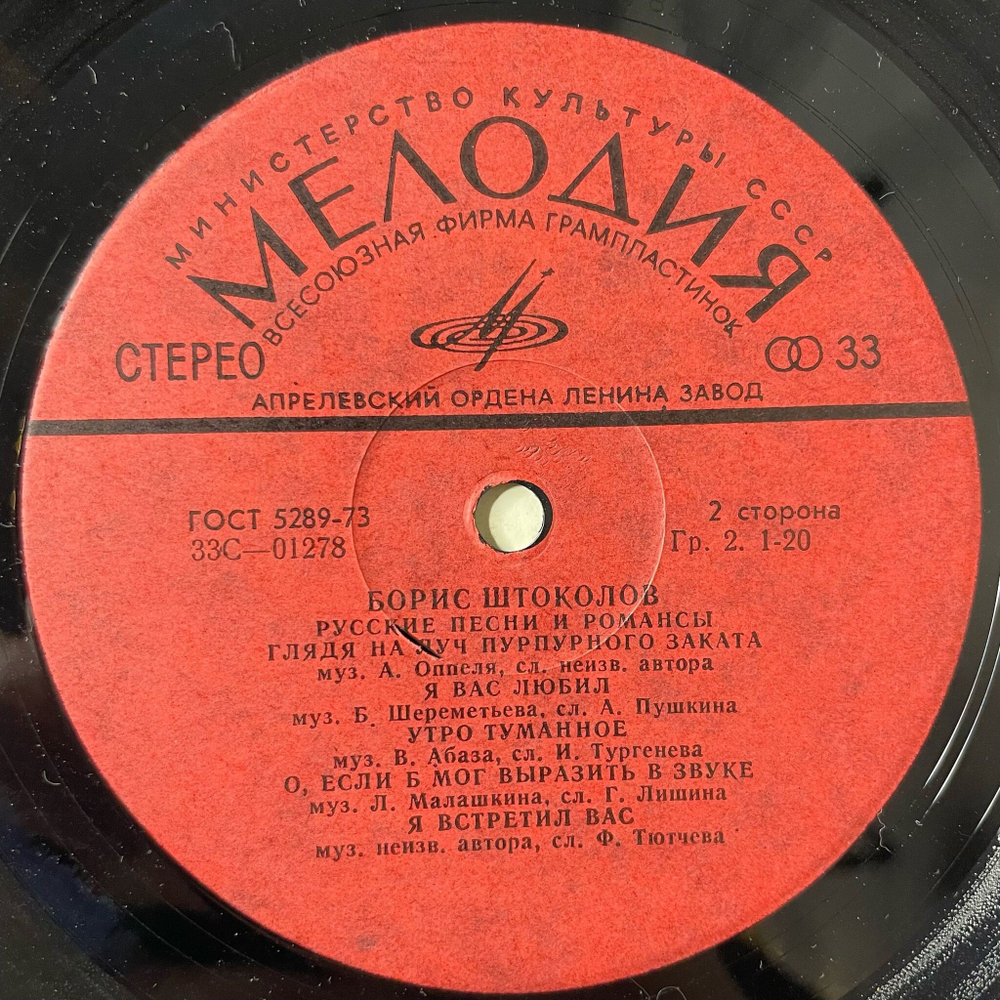 МИНИСТЕРСТВО КУЛЬТУРЫ СССР
МЕЛОДИЯ
ВСЕСОЮЗНАЯ ФИРМА ГРАМПЛАСТИНОК
СТЕРЕО
33
АПРЕЛЕВСКИЙ ОРДЕНА ЛЕНИНА ЗАВОД
ГОСТ 5289-73
2 сторона
33С—01278
Гр. 2. 1-20
БОРИС ШТОКОЛОВ
РУССКИЕ ПЕСНИ И РОМАНСЫ
ГЛЯДЯ НА ЛУЧ ПУРПУРНОГО ЗАКАТА
муз. А. Оппеля, сл. неизв. автора
Я ВАС ЛЮБИЛ
муз. Б. Шереметьева, сл. А. Пушкина
УТРО ТУМАННОЕ
муз. В. Абаза, сл. И. Тургенева
О, ЕСЛИ Б МОГ ВЫРАЗИТЬ В ЗВУКЕ
муз. Л. Малашкина, сл. Г. Лишина
Я ВСТРЕТИЛ ВАС
муз. неизв. автора, сл. Ф. Тютчева